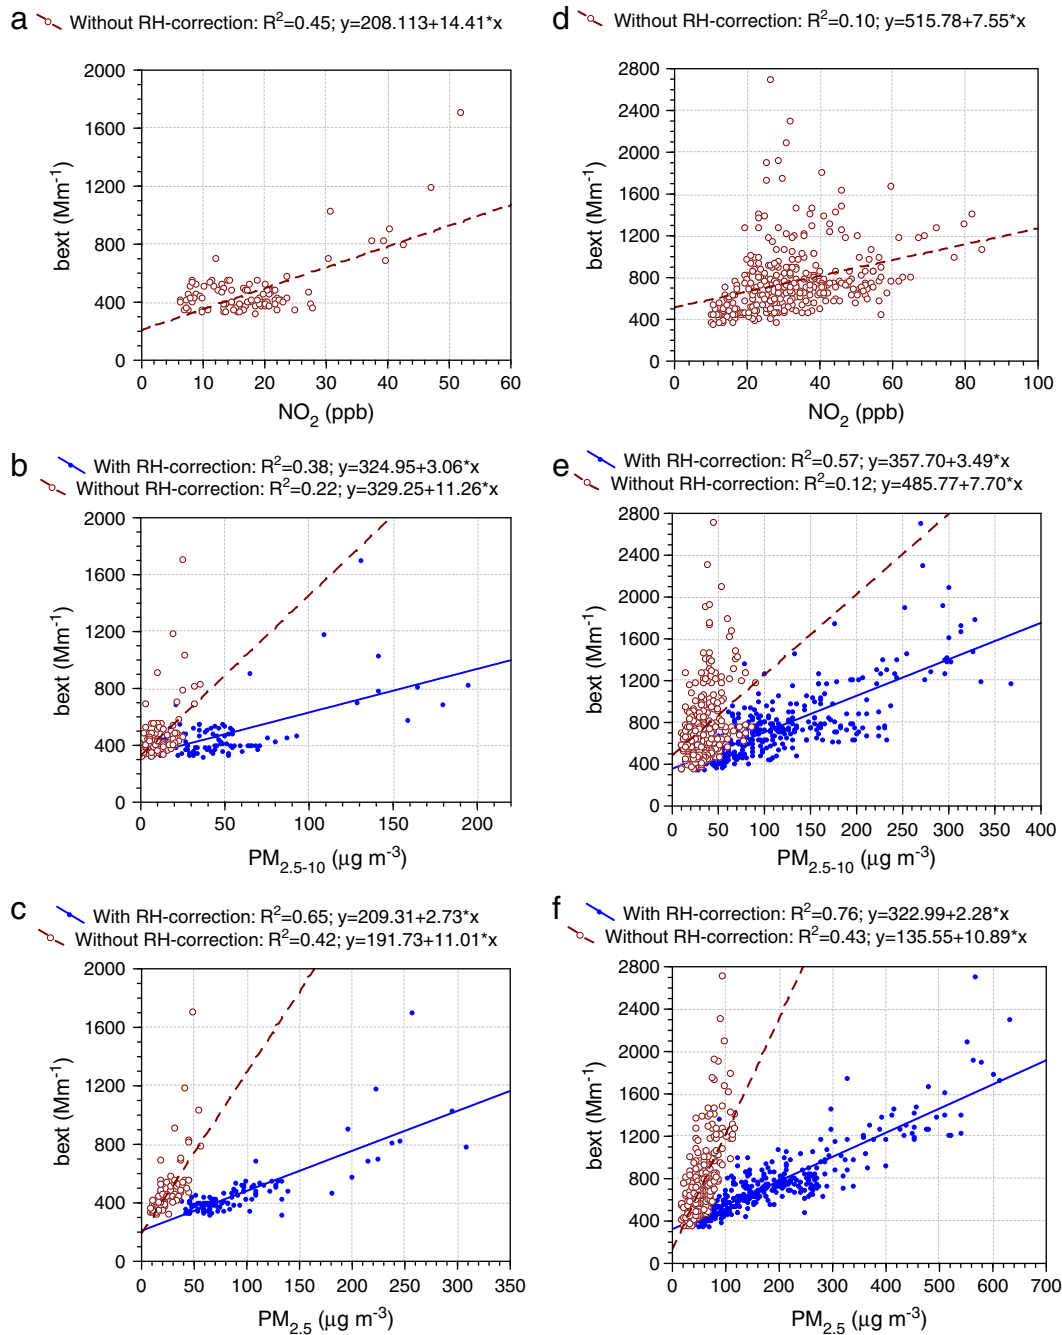 a Without RH-correction: R²=0.45; y=208.113+14.41*x
2000
1600
1200
800
400
0
bext (Mm⁻¹)
0 10 20 30 40 50 60
NO₂ (ppb)
d Without RH-correction: R²=0.10; y=515.78+7.55*x
2800
2400
2000
1600
1200
800
400
0
bext (Mm⁻¹)
0 20 40 60 80 100
NO₂ (ppb)
b With RH-correction: R²=0.38; y=324.95+3.06*x
Without RH-correction: R²=0.22; y=329.25+11.26*x
2000
1600
1200
800
400
0
bext (Mm⁻¹)
0 50 100 150 200
PM₂.₅₋₁₀ (μg m⁻³)
e With RH-correction: R²=0.57; y=357.70+3.49*x
Without RH-correction: R²=0.12; y=485.77+7.70*x
2800
2400
2000
1600
1200
800
400
0
bext (Mm⁻¹)
0 50 100 150 200 250 300 350 400
PM₂.₅₋₁₀ (μg m⁻³)
c With RH-correction: R²=0.65; y=209.31+2.73*x
Without RH-correction: R²=0.42; y=191.73+11.01*x
2000
1600
1200
800
400
0
bext (Mm⁻¹)
0 50 100 150 200 250 300 350
PM₂.₅ (μg m⁻³)
f With RH-correction: R²=0.76; y=322.99+2.28*x
Without RH-correction: R²=0.43; y=135.55+10.89*x
2800
2400
2000
1600
1200
800
400
0
bext (Mm⁻¹)
0 100 200 300 400 500 600 700
PM₂.₅ (μg m⁻³)